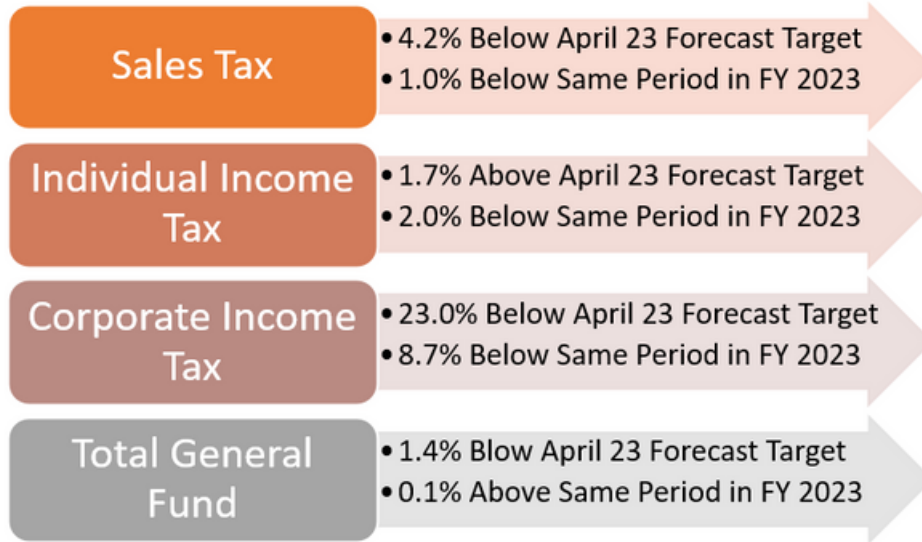 Sales Tax
• 4.2% Below April 23 Forecast Target
• 1.0% Below Same Period in FY 2023
Individual Income
Tax
• 1.7% Above April 23 Forecast Target
• 2.0% Below Same Period in FY 2023
Corporate Income
Tax
• 23.0% Below April 23 Forecast Target
• 8.7% Below Same Period in FY 2023
Total General
Fund
• 1.4% Blow April 23 Forecast Target
• 0.1% Above Same Period in FY 2023